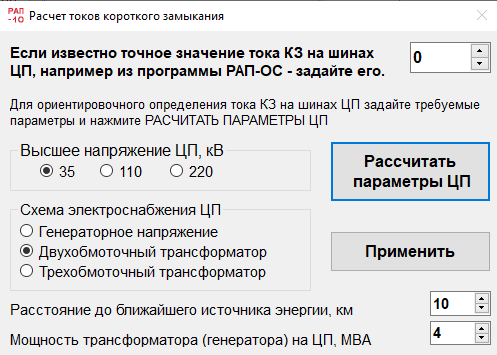 РАП
-10
Расчет токов короткого замыкания
Если известно точное значение тока КЗ на шинах
ЦП, например из программы РАП-ОС - задайте его.
0
Для ориентировочного определения тока КЗ на шинах ЦП задайте требуемые
параметры и нажмите РАСЧИТАТЬ ПАРАМЕТРЫ ЦП
Высшее напряжение ЦП, кВ
35 110 220
Рассчитать
параметры ЦП
Схема электроснабжения ЦП
Генераторное напряжение
Двухобмоточный трансформатор
Трехобмоточный трансформатор
Применить
Расстояние до ближайшего источника энергии, км
10
Мощность трансформатора (генератора) на ЦП, МВА
4